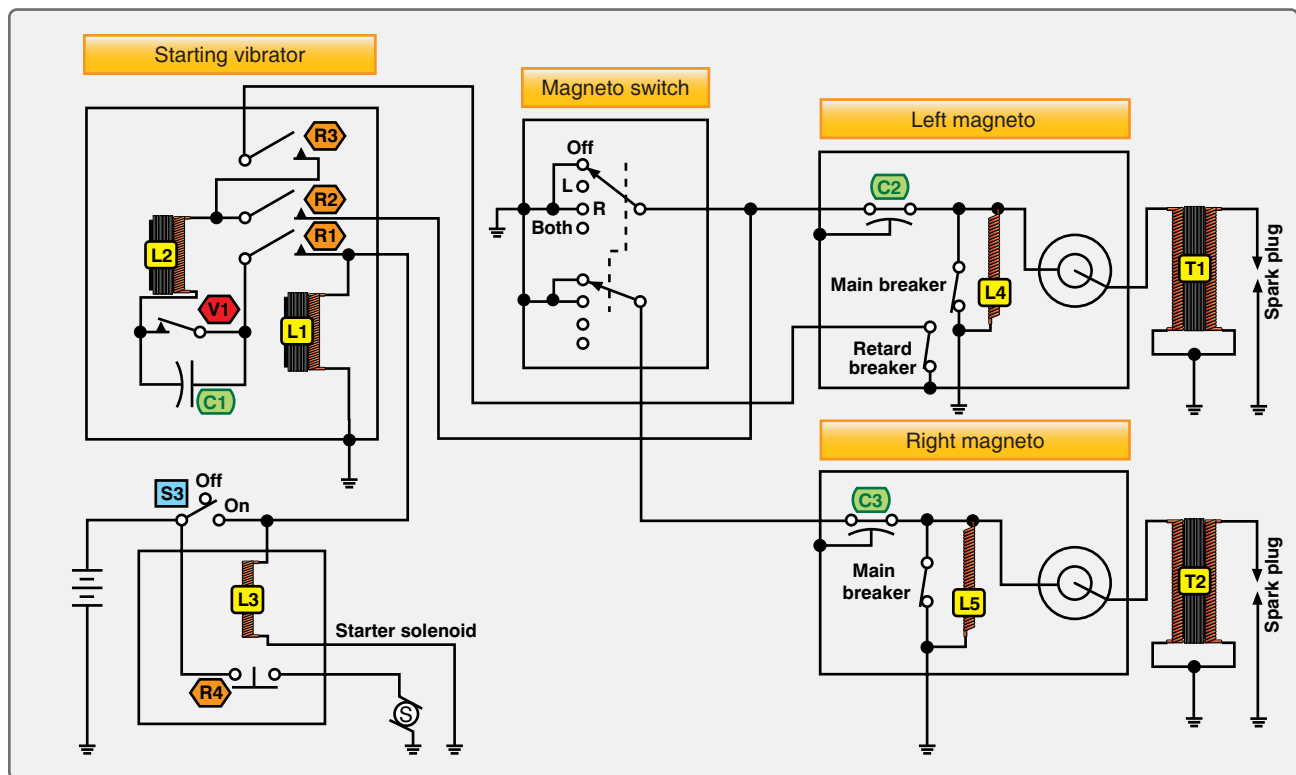 Starting vibrator
R3
R2
R1
L2
V1
L1
C1
Magneto switch
Off
L
R
Both
Left magneto
C2
Main breaker
L4
Retard
breaker
T1
Spark plug
Right magneto
C3
Main
breaker
L5
T2
Spark plug
S3
Off
On
L3
Starter solenoid
R4
S